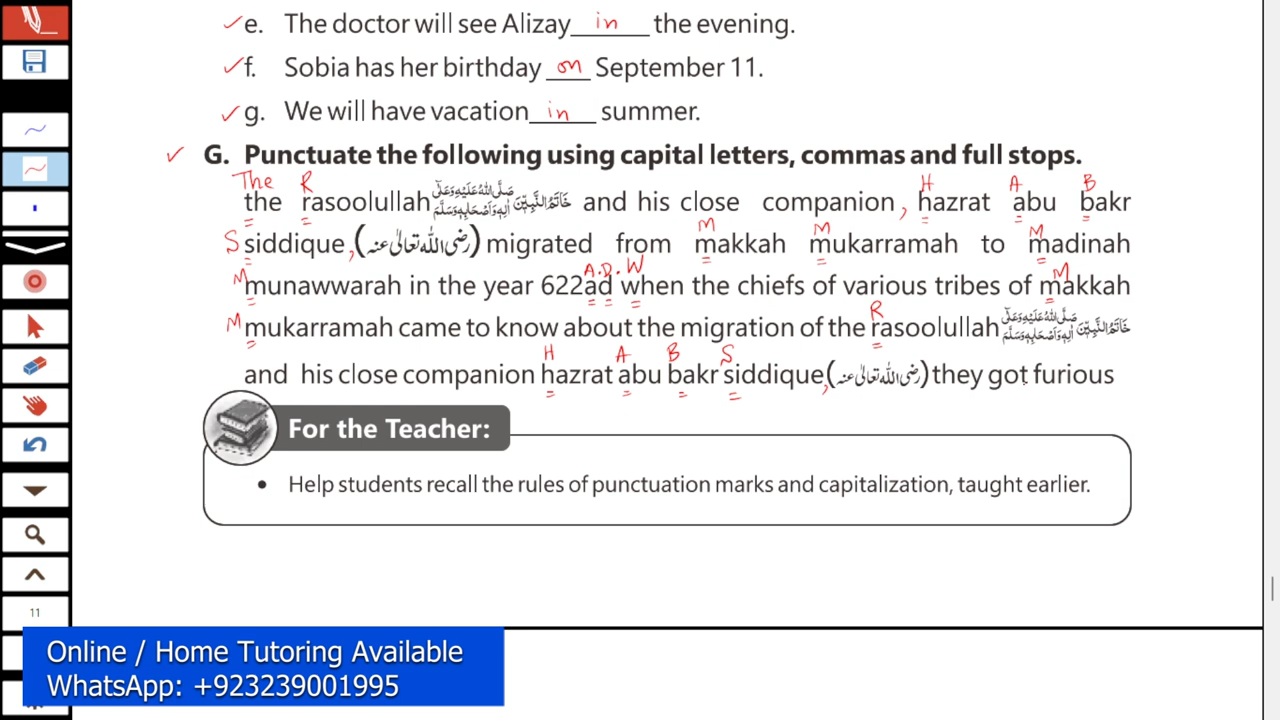 ✓ e. The doctor will see Alizay in the evening.
✓ f. Sobia has her birthday on September 11.
✓ g. We will have vacation in summer.
✓ G. Punctuate the following using capital letters, commas and full stops.
The R H A B
the rasoolullah خَاتَمُ النَّبِيّٖنَ صَلَّى اللهُ عَلَيْهِ وَعَلٰٓى اٰلِهٖ وَاَصْحَابِهٖ وَسَلَّمَ and his close companion, hazrat abu bakr
S M M M
siddique, (رضی اللہ تعالیٰ عنہ) migrated from makkah mukarramah to madinah
M A.D. W M
munawwarah in the year 622ad when the chiefs of various tribes of makkah
M R
mukarramah came to know about the migration of the rasoolullah خَاتَمُ النَّبِيّٖنَ صَلَّى اللهُ عَلَيْهِ وَعَلٰٓى اٰلِهٖ وَاَصْحَابِهٖ وَسَلَّمَ
H A B S
and his close companion hazrat abu bakr siddique, (رضی اللہ تعالیٰ عنہ) they got furious
For the Teacher:
• Help students recall the rules of punctuation marks and capitalization, taught earlier.
11
Online / Home Tutoring Available
WhatsApp: +923239001995